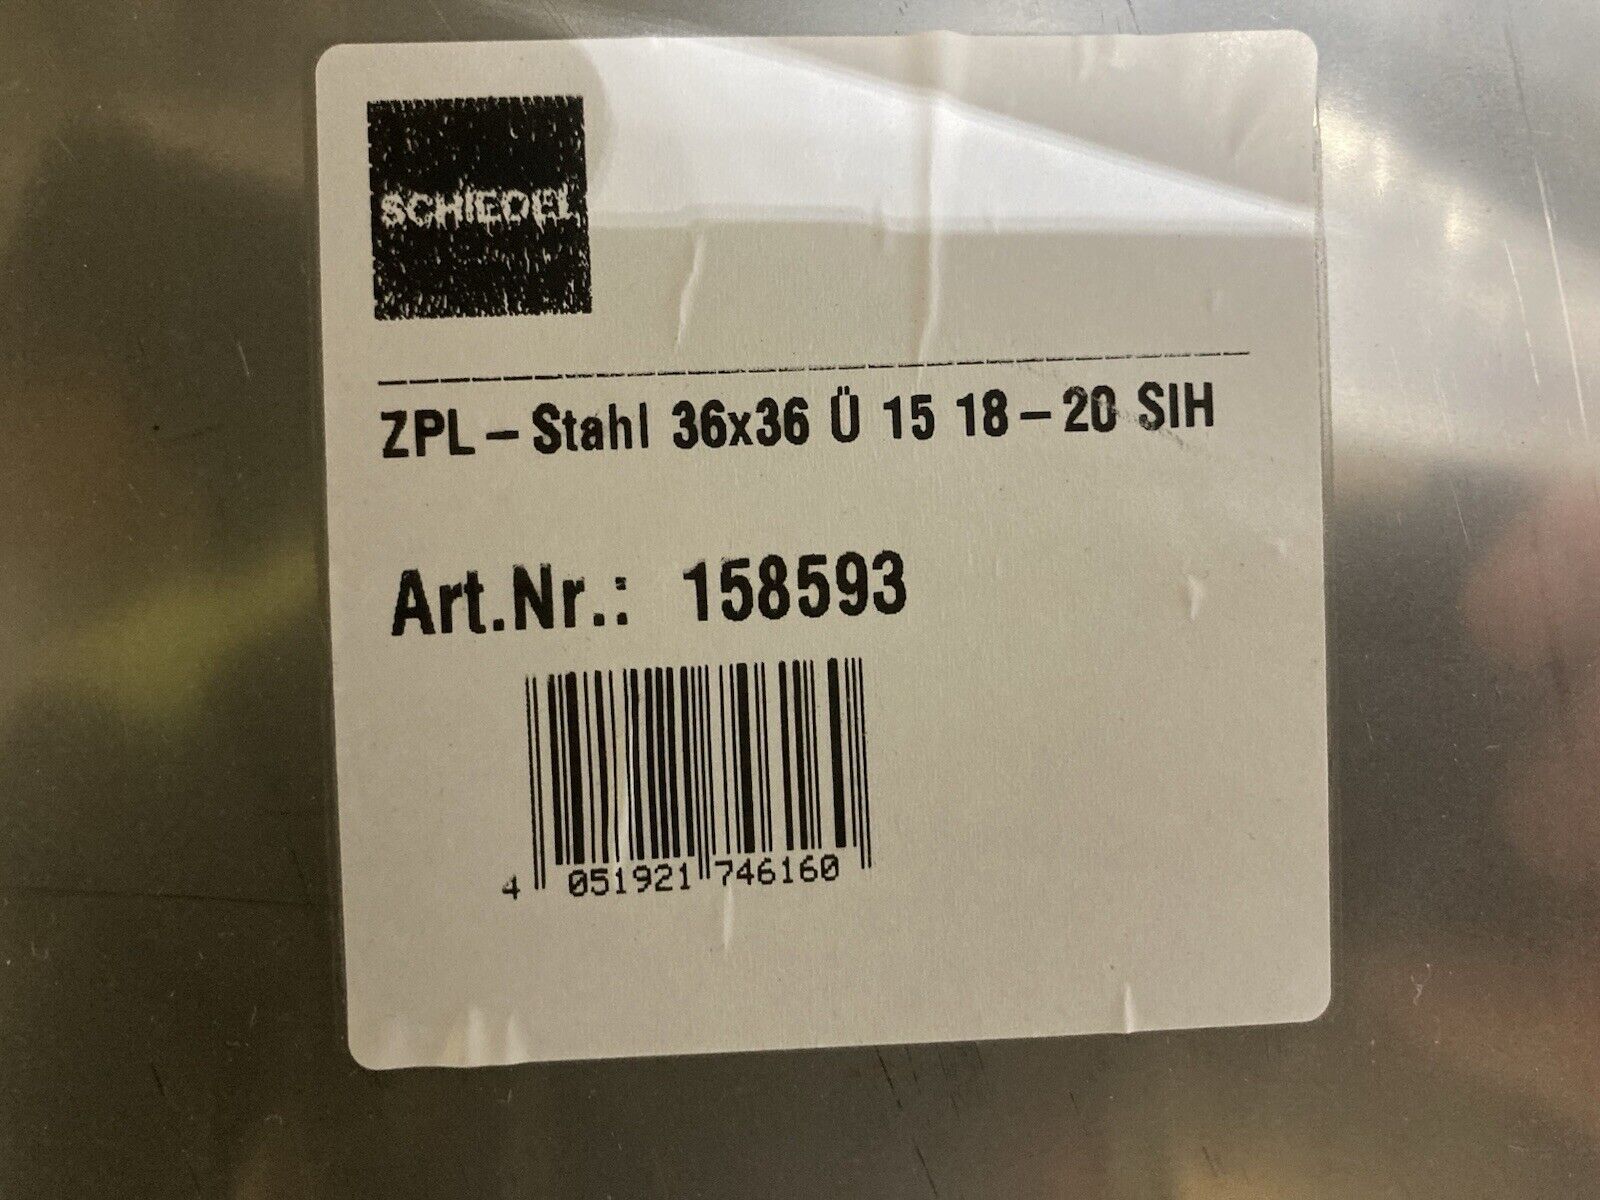 SCHIEDEL
ZPL-Stahl 36x36 Ü 15 18-20 SIH
Art.Nr.: 158593
4 051921 746160